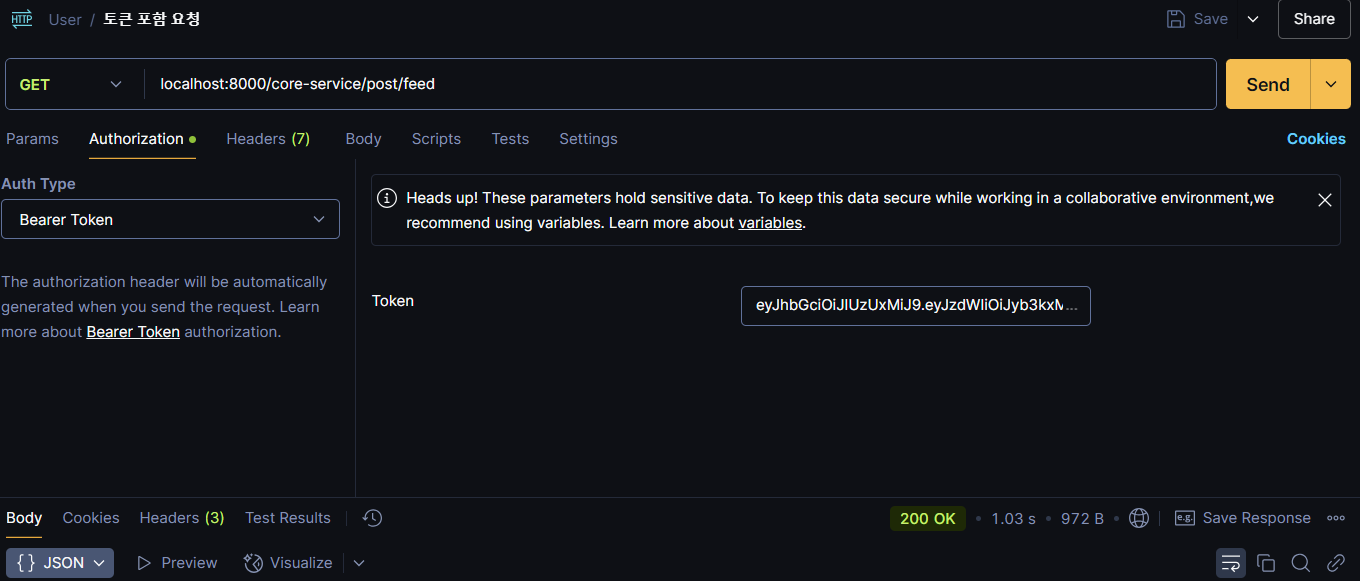 HTTP User / 토큰 포함 요청 Save Share
GET localhost:8000/core-service/post/feed Send
Params Authorization Headers (7) Body Scripts Tests Settings Cookies
Auth Type
Bearer Token
The authorization header will be automatically
generated when you send the request. Learn
more about Bearer Token authorization.
Heads up! These parameters hold sensitive data. To keep this data secure while working in a collaborative environment,we
recommend using variables. Learn more about variables.
Token eyJhbGciOiJIUzUxMiJ9.eyJzdWIiOiJyb3kxM...
Body Cookies Headers (3) Test Results 200 OK • 1.03 s • 972 B • e.g. Save Response
{} JSON Preview Visualize